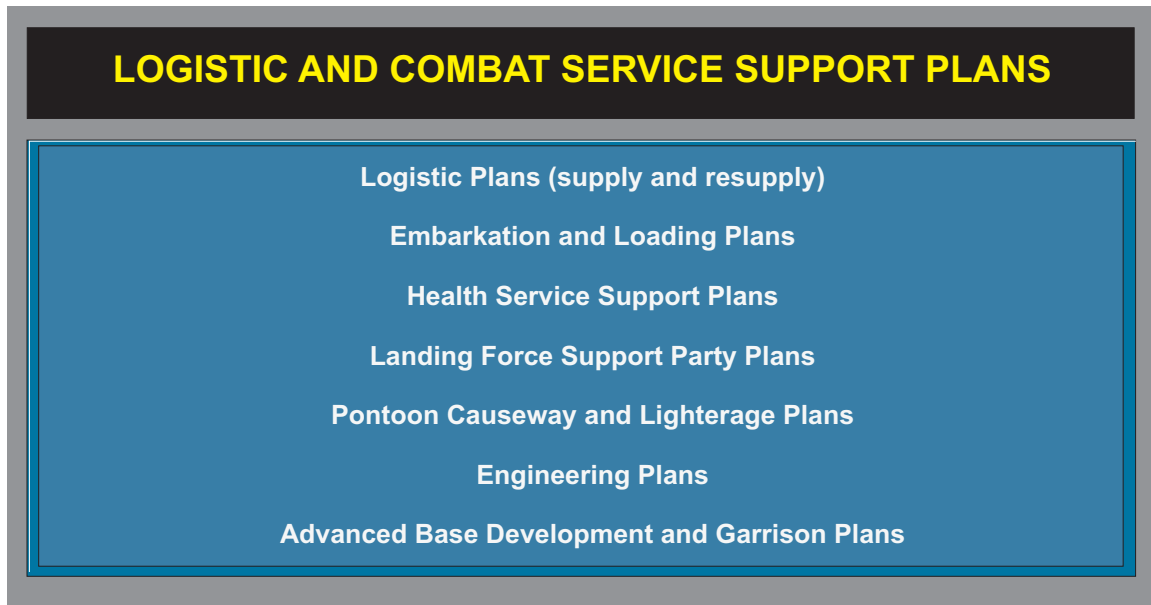 LOGISTIC AND COMBAT SERVICE SUPPORT PLANS
Logistic Plans (supply and resupply)
Embarkation and Loading Plans
Health Service Support Plans
Landing Force Support Party Plans
Pontoon Causeway and Lighterage Plans
Engineering Plans
Advanced Base Development and Garrison Plans